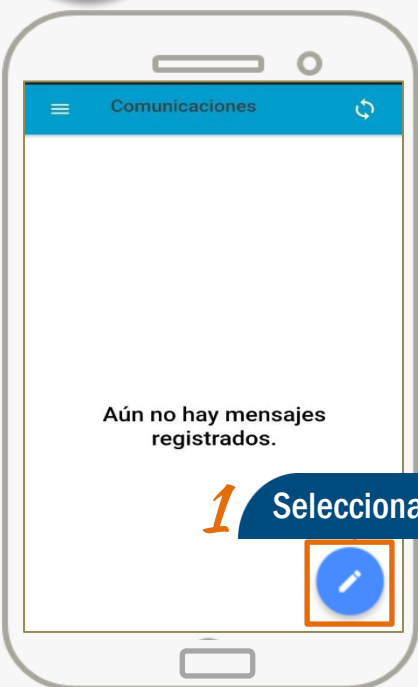 Comunicaciones
Aún no hay mensajes
registrados.
1 Selecciona